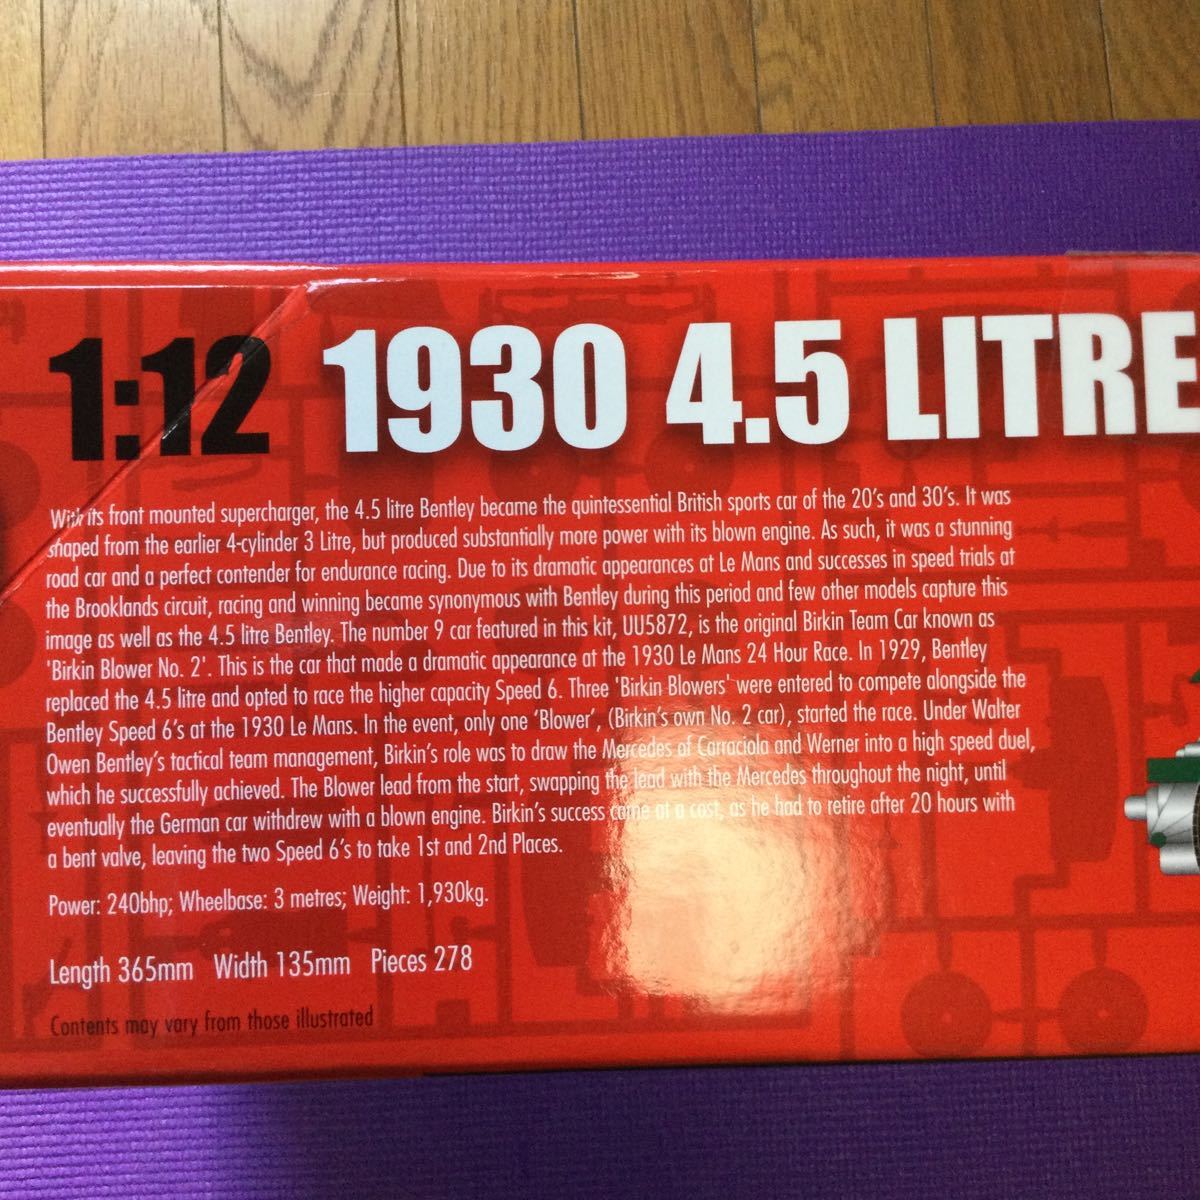 1:12 1930 4.5 LITRE
With its front mounted supercharger, the 4.5 litre Bentley became the quintessential British sports car of the 20's and 30's. It was
shaped from the earlier 4-cylinder 3 Litre, but produced substantially more power with its blown engine. As such, it was a stunning
road car and a perfect contender for endurance racing. Due to its dramatic appearances at Le Mans and successes in speed trials at
the Brooklands circuit, racing and winning became synonymous with Bentley during this period and few other models capture this
image as well as the 4.5 litre Bentley. The number 9 car featured in this kit, UU5872, is the original Birkin Team Car known as
'Birkin Blower No. 2'. This is the car that made a dramatic appearance at the 1930 Le Mans 24 Hour Race. In 1929, Bentley
replaced the 4.5 litre and opted to race the higher capacity Speed 6. Three 'Birkin Blowers' were entered to compete alongside the
Bentley Speed 6's at the 1930 Le Mans. In the event, only one 'Blower', (Birkin's own No. 2 car), started the race. Under Walter
Owen Bentley's tactical team management, Birkin's role was to draw the Mercedes of Carraciola and Werner into a high speed duel,
which he successfully achieved. The Blower lead from the start, swapping the lead with the Mercedes throughout the night, until
eventually the German car withdrew with a blown engine. Birkin's success came at a cost, as he had to retire after 20 hours with
a bent valve, leaving the two Speed 6's to take 1st and 2nd Places.
Power: 240bhp; Wheelbase: 3 metres; Weight: 1,930kg.
Length 365mm Width 135mm Pieces 278
Contents may vary from those illustrated